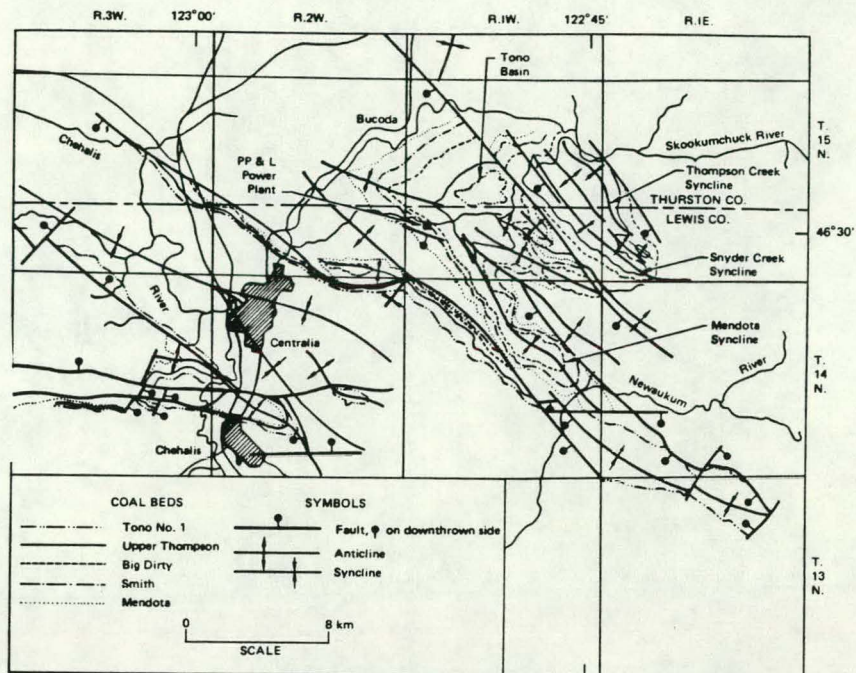 R.3W. 123°00' R.2W. R.1W. 122°45' R.1E.
Tono
Basin
Bucoda
Chehalis
PP & L
Power
Plant
Skookumchuck River
Thompson Creek
Syncline
THURSTON CO.
LEWIS CO.
46°30'
Snyder Creek
Syncline
River
Centralia
Mendota
Syncline
Newaukum
River
Chehalis
T.
15
N.
T.
14
N.
T.
13
N.
COAL BEDS
Tono No. 1
Upper Thompson
Big Dirty
Smith
Mendota
SYMBOLS
Fault, on downthrown side
Anticline
Syncline
0 8 km
SCALE